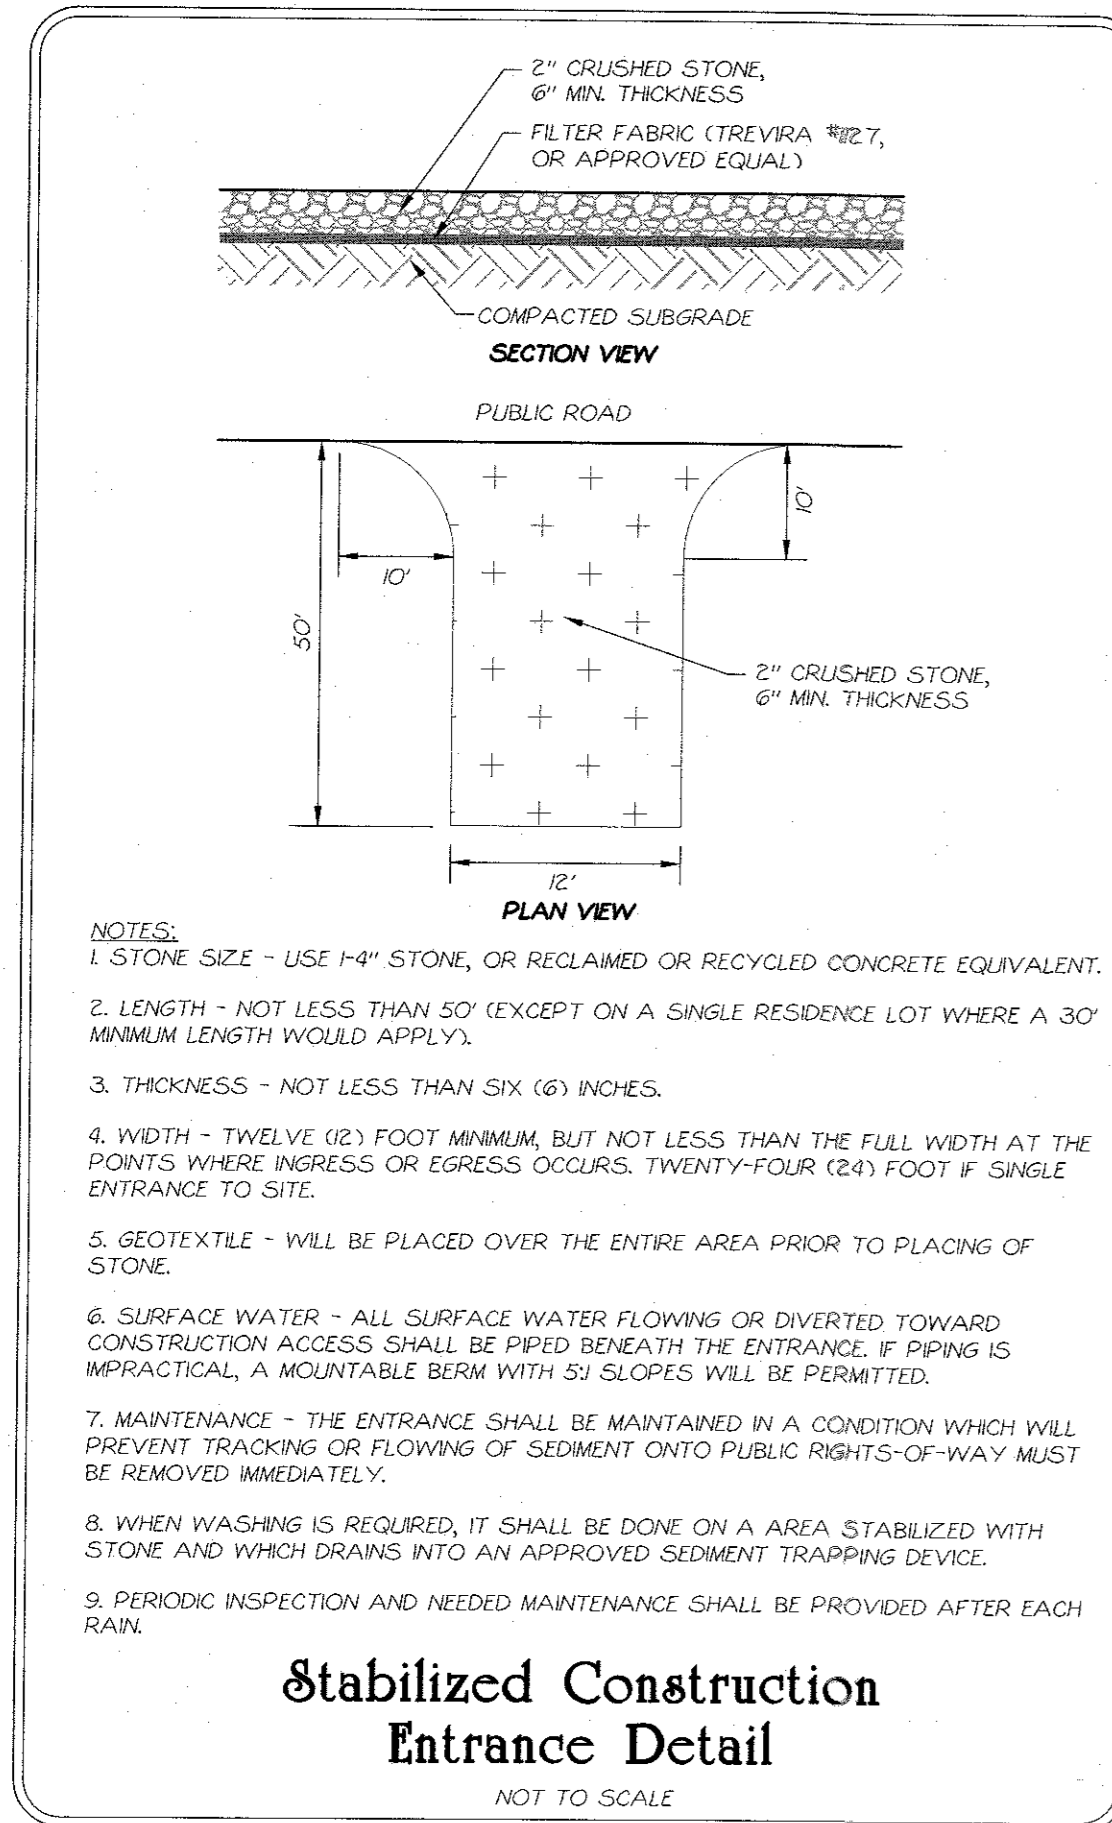 2" CRUSHED STONE,
6" MIN. THICKNESS
FILTER FABRIC (TREVIRA
OR APPROVED EQUAL)
COMPACTED SUBGRADE
SECTION VIEW
PUBLIC ROAD
10'
10'
50'
2" CRUSHED STONE,
6" MIN. THICKNESS
12'
PLAN VIEW
NOTES:
1. STONE SIZE - USE 1-4" STONE, OR RECLAIMED OR RECYCLED CONCRETE EQUIVALENT.
2. LENGTH - NOT LESS THAN 50' (EXCEPT ON A SINGLE RESIDENCE LOT WHERE A 30'
MINIMUM LENGTH WOULD APPLY).
3. THICKNESS - NOT LESS THAN SIX (6) INCHES.
4. WIDTH - TWELVE (12) FOOT MINIMUM, BUT NOT LESS THAN THE FULL WIDTH AT THE
POINTS WHERE INGRESS OR EGRESS OCCURS. TWENTY-FOUR (24) FOOT IF SINGLE
ENTRANCE TO SITE.
5. GEOTEXTILE - WILL BE PLACED OVER THE ENTIRE AREA PRIOR TO PLACING OF
STONE.
6. SURFACE WATER - ALL SURFACE WATER FLOWING OR DIVERTED TOWARD
CONSTRUCTION ACCESS SHALL BE PIPED BENEATH THE ENTRANCE. IF PIPING IS
IMPRACTICAL, A MOUNTABLE BERM WITH 5:1 SLOPES WILL BE PERMITTED.
7. MAINTENANCE - THE ENTRANCE SHALL BE MAINTAINED IN A CONDITION WHICH WILL
PREVENT TRACKING OR FLOWING OF SEDIMENT ONTO PUBLIC RIGHTS-OF-WAY MUST
BE REMOVED IMMEDIATELY.
8. WHEN WASHING IS REQUIRED, IT SHALL BE DONE ON A AREA STABILIZED WITH
STONE AND WHICH DRAINS INTO AN APPROVED SEDIMENT TRAPPING DEVICE.
9. PERIODIC INSPECTION AND NEEDED MAINTENANCE SHALL BE PROVIDED AFTER EACH
RAIN.
Stabilized Construction
Entrance Detail
NOT TO SCALE